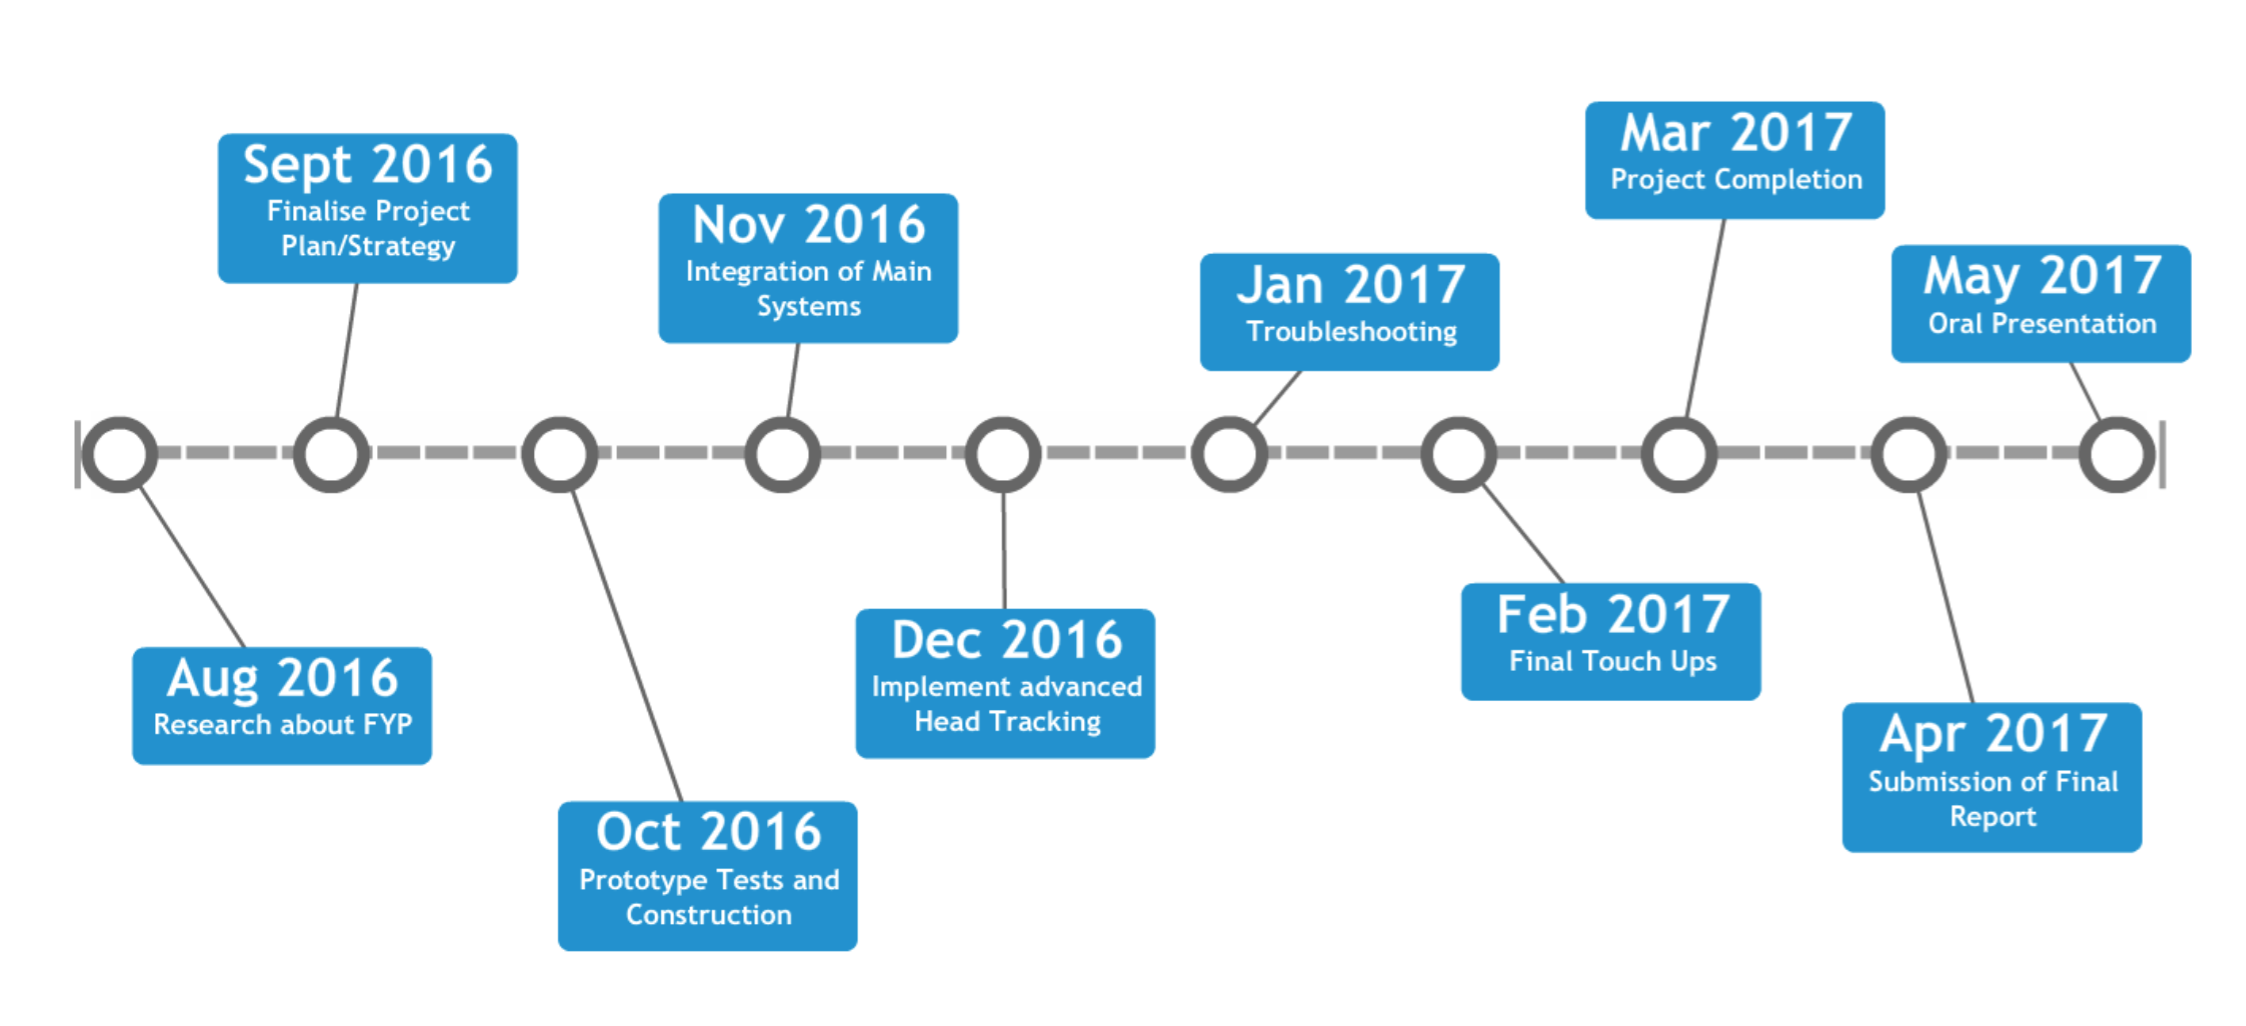 Aug 2016
Research about FYP
Sept 2016
Finalise Project
Plan/Strategy
Oct 2016
Prototype Tests and
Construction
Nov 2016
Integration of Main
Systems
Dec 2016
Implement advanced
Head Tracking
Jan 2017
Troubleshooting
Feb 2017
Final Touch Ups
Mar 2017
Project Completion
Apr 2017
Submission of Final
Report
May 2017
Oral Presentation